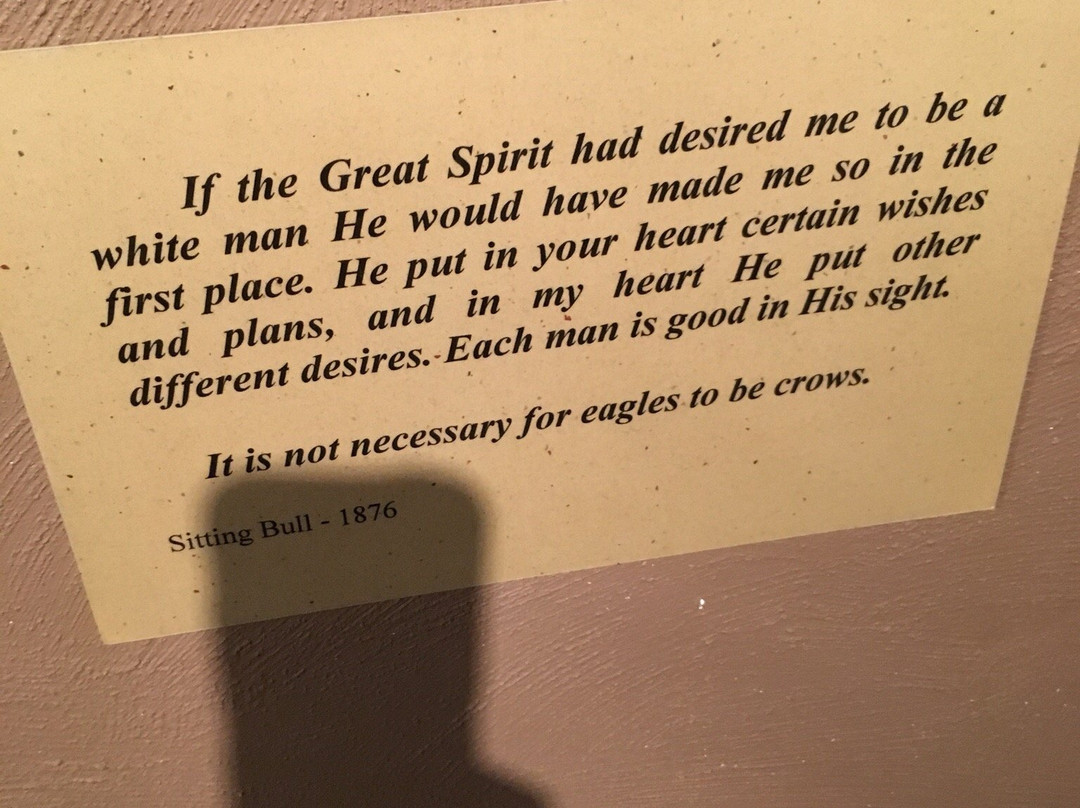 If the Great Spirit had desired me to be a
white man He would have made me so in the
first place. He put in your heart certain wishes
and plans, and in my heart He put other
different desires. Each man is good in His sight.
It is not necessary for eagles to be crows.
Sitting Bull - 1876